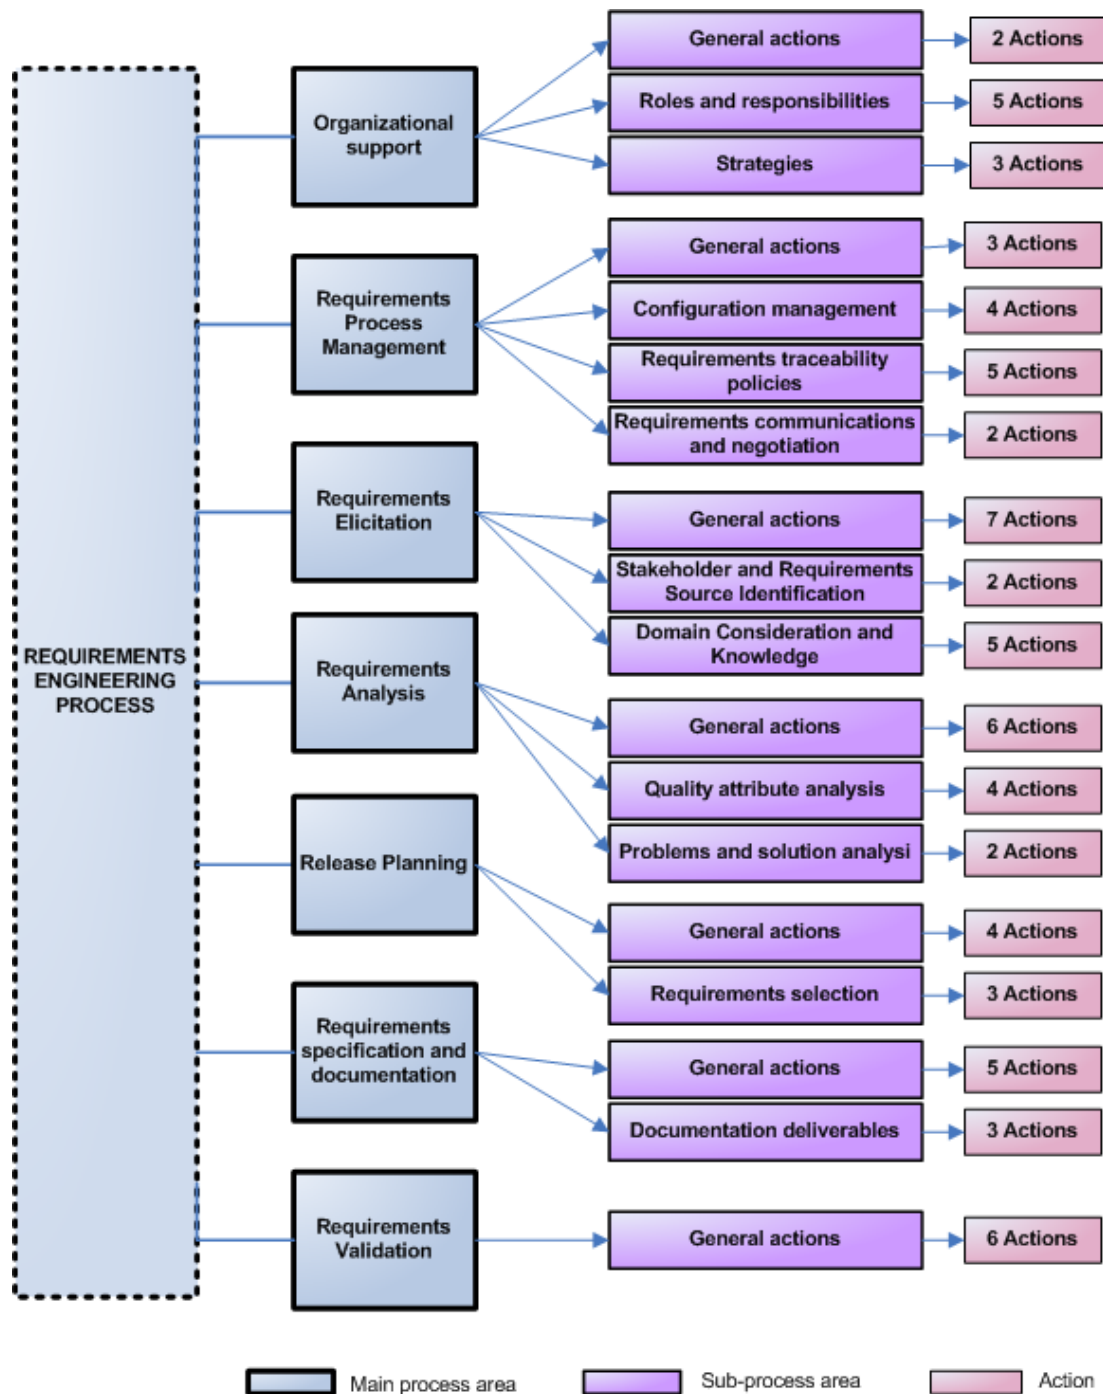 REQUIREMENTS
ENGINEERING
PROCESS
Organizational
support
General actions
2 Actions
Roles and responsibilities
5 Actions
Strategies
3 Actions
Requirements
Process
Management
General actions
3 Actions
Configuration management
4 Actions
Requirements traceability
policies
5 Actions
Requirements communications
and negotiation
2 Actions
Requirements
Elicitation
General actions
7 Actions
Stakeholder and Requirements
Source Identification
2 Actions
Domain Consideration and
Knowledge
5 Actions
Requirements
Analysis
General actions
6 Actions
Quality attribute analysis
4 Actions
Problems and solution analysi
2 Actions
Release Planning
General actions
4 Actions
Requirements selection
3 Actions
Requirements
specification and
documentation
General actions
5 Actions
Documentation deliverables
3 Actions
Requirements
Validation
General actions
6 Actions
Main process area
Sub-process area
Action